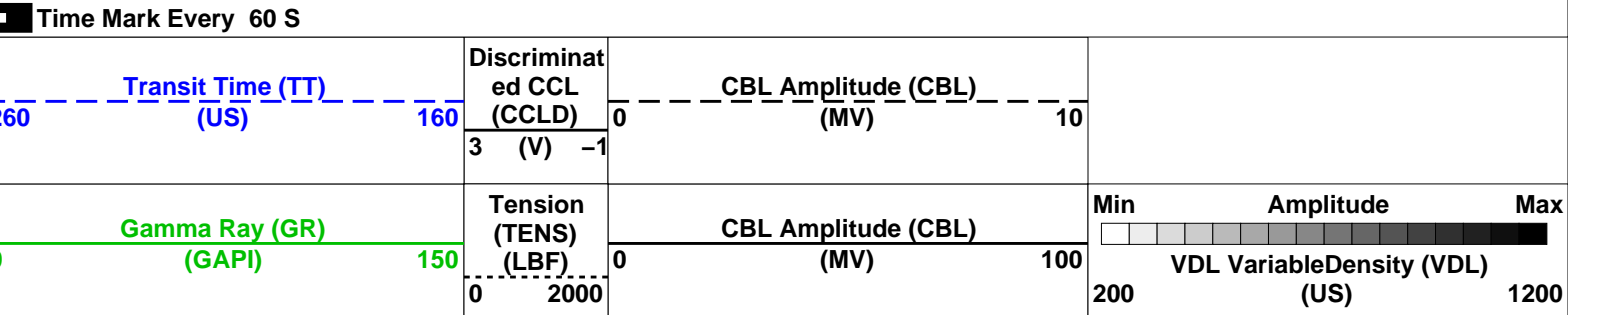 Time Mark Every 60 S
Discriminat
ed CCL
(CCLD)
3 (V) –1
Transit Time (TT)
(US) 160
CBL Amplitude (CBL)
0 (MV) 10
Gamma Ray (GR)
(GAPI) 150
Tension
(TENS)
(LBF)
0 2000
CBL Amplitude (CBL)
0 (MV) 100
Min Amplitude Max
VDL VariableDensity (VDL)
200 (US) 1200